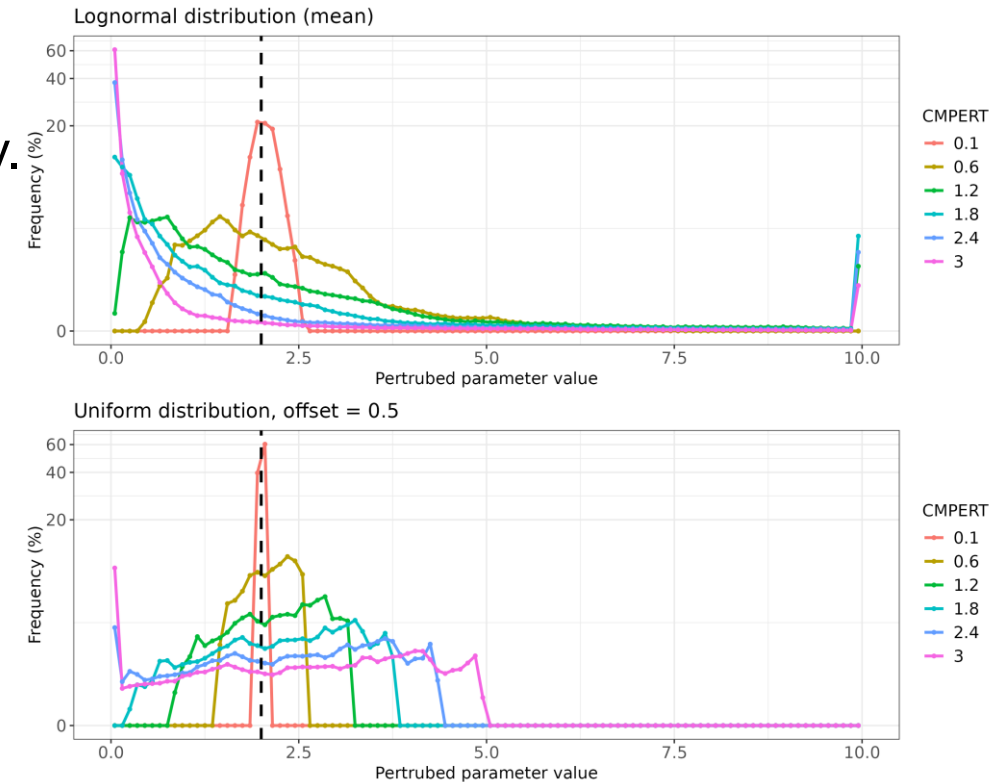 Lognormal distribution (mean)
y.
Frequency (%)
60
40
20
0
0.0 2.5 5.0 7.5 10.0
Pertrubed parameter value
CMPERT
0.1
0.6
1.2
1.8
2.4
3
Uniform distribution, offset = 0.5
Frequency (%)
60
40
20
0
0.0 2.5 5.0 7.5 10.0
Pertrubed parameter value
CMPERT
0.1
0.6
1.2
1.8
2.4
3